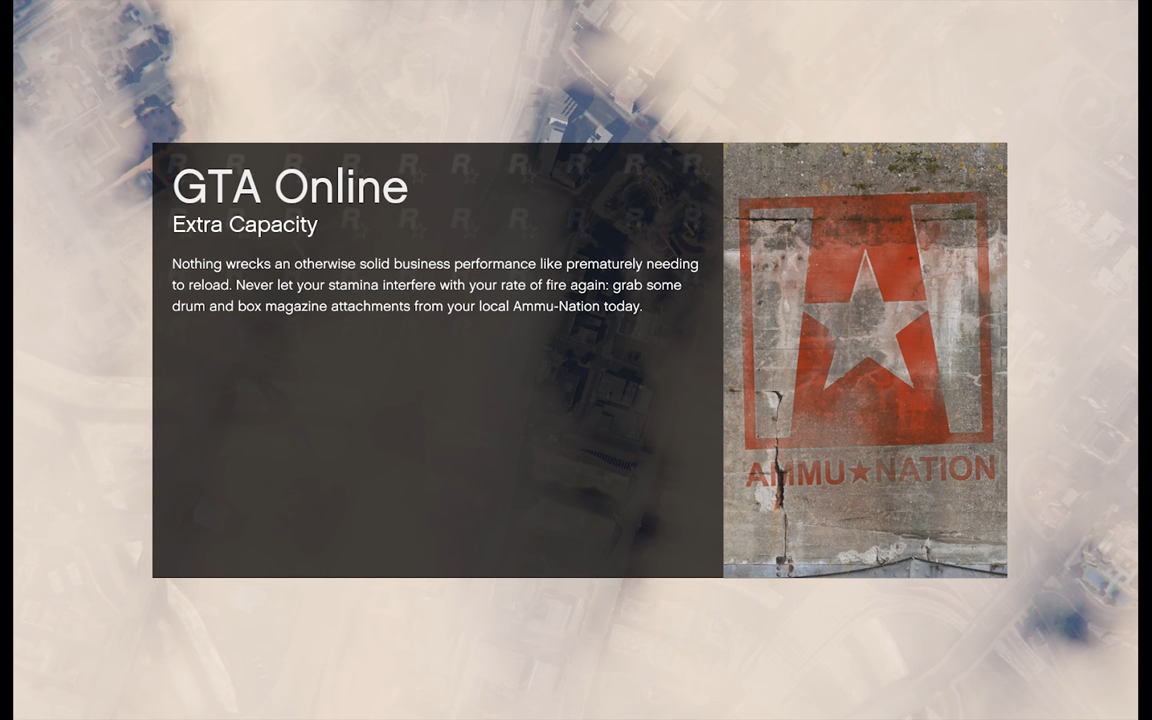 GTA Online
Extra Capacity
Nothing wrecks an otherwise solid business performance like prematurely needing
to reload. Never let your stamina interfere with your rate of fire again: grab some
drum and box magazine attachments from your local Ammu-Nation today.
AMMU★NATION